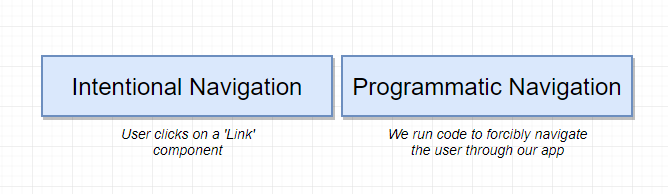 Intentional Navigation
Programmatic Navigation
User clicks on a 'Link'
component
We run code to forcibly navigate
the user through our app